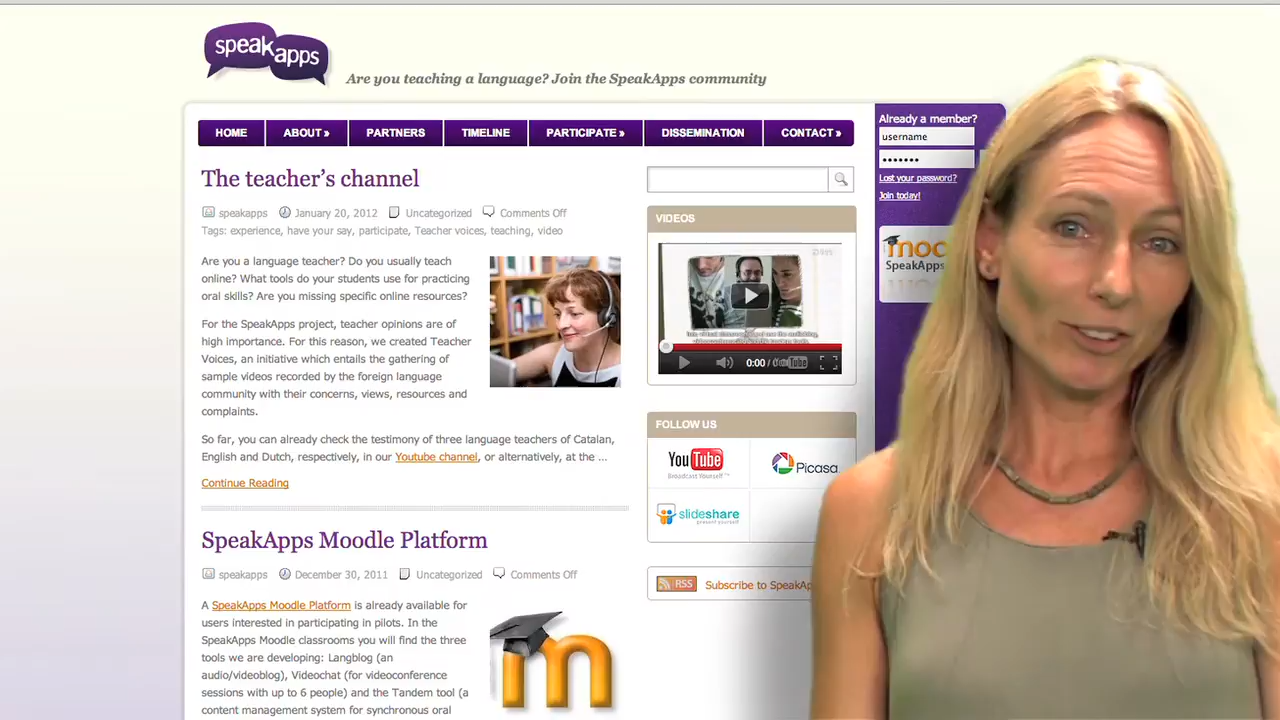 speakapps
Are you teaching a language? Join the SpeakApps community
HOME
ABOUT »
PARTNERS
TIMELINE
PARTICIPATE »
DISSEMINATION
CONTACT »
Already a member?
username
•••••••
Lost your password?
Join today!
SpeakApps
The teacher’s channel
speakapps January 20, 2012 Uncategorized Comments Off
Tags: experience, have your say, participate, Teacher voices, teaching, video
Are you a language teacher? Do you usually teach
online? What tools do your students use for practicing
oral skills? Are you missing specific online resources?
For the SpeakApps project, teacher opinions are of
high importance. For this reason, we created Teacher
Voices, an initiative which entails the gathering of
sample videos recorded by the foreign language
community with their concerns, views, resources and
complaints.
So far, you can already check the testimony of three language teachers of Catalan,
English and Dutch, respectively, in our Youtube channel, or alternatively, at the ...
Continue Reading
SpeakApps Moodle Platform
speakapps December 30, 2011 Uncategorized Comments Off
A SpeakApps Moodle Platform is already available for
users interested in participating in pilots. In the
SpeakApps Moodle classrooms you will find the three
tools we are developing: Langblog (an
audio/videoblog), Videochat (for videoconference
sessions with up to 6 people) and the Tandem tool (a
content management system for synchronous oral
m
VIDEOS
0:00 /
YouTube
FOLLOW US
YouTube
Broadcast Yourself™
Picasa
slideshare
present yourself
RSS
Subscribe to SpeakAp